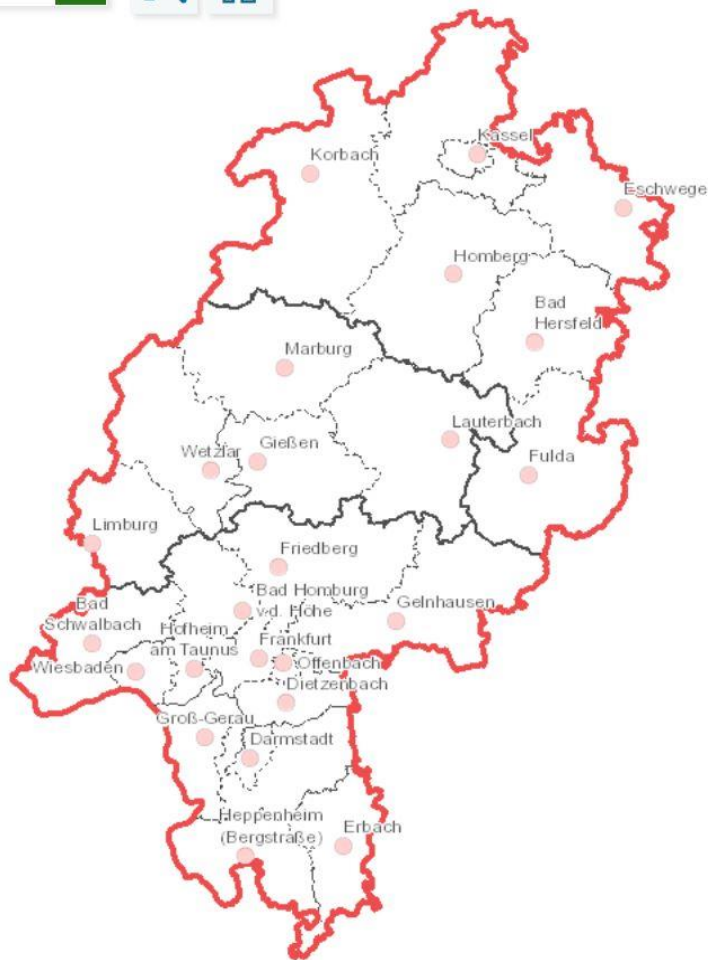 Kassel
Korbach
Eschwege
Homberg
Bad
Hersfeld
Marburg
Lauterbach
Gießen
Wetzlar
Fulda
Limburg
Friedberg
Bad Homburg
v.d. Höhe
Gelnhausen
Bad
Schwalbach
Hofheim
am Taunus
Frankfurt
Offenbach
Wiesbaden
Dietzenbach
Groß-Gerau
Darmstadt
Heppenheim
(Bergstraße)
Erbach